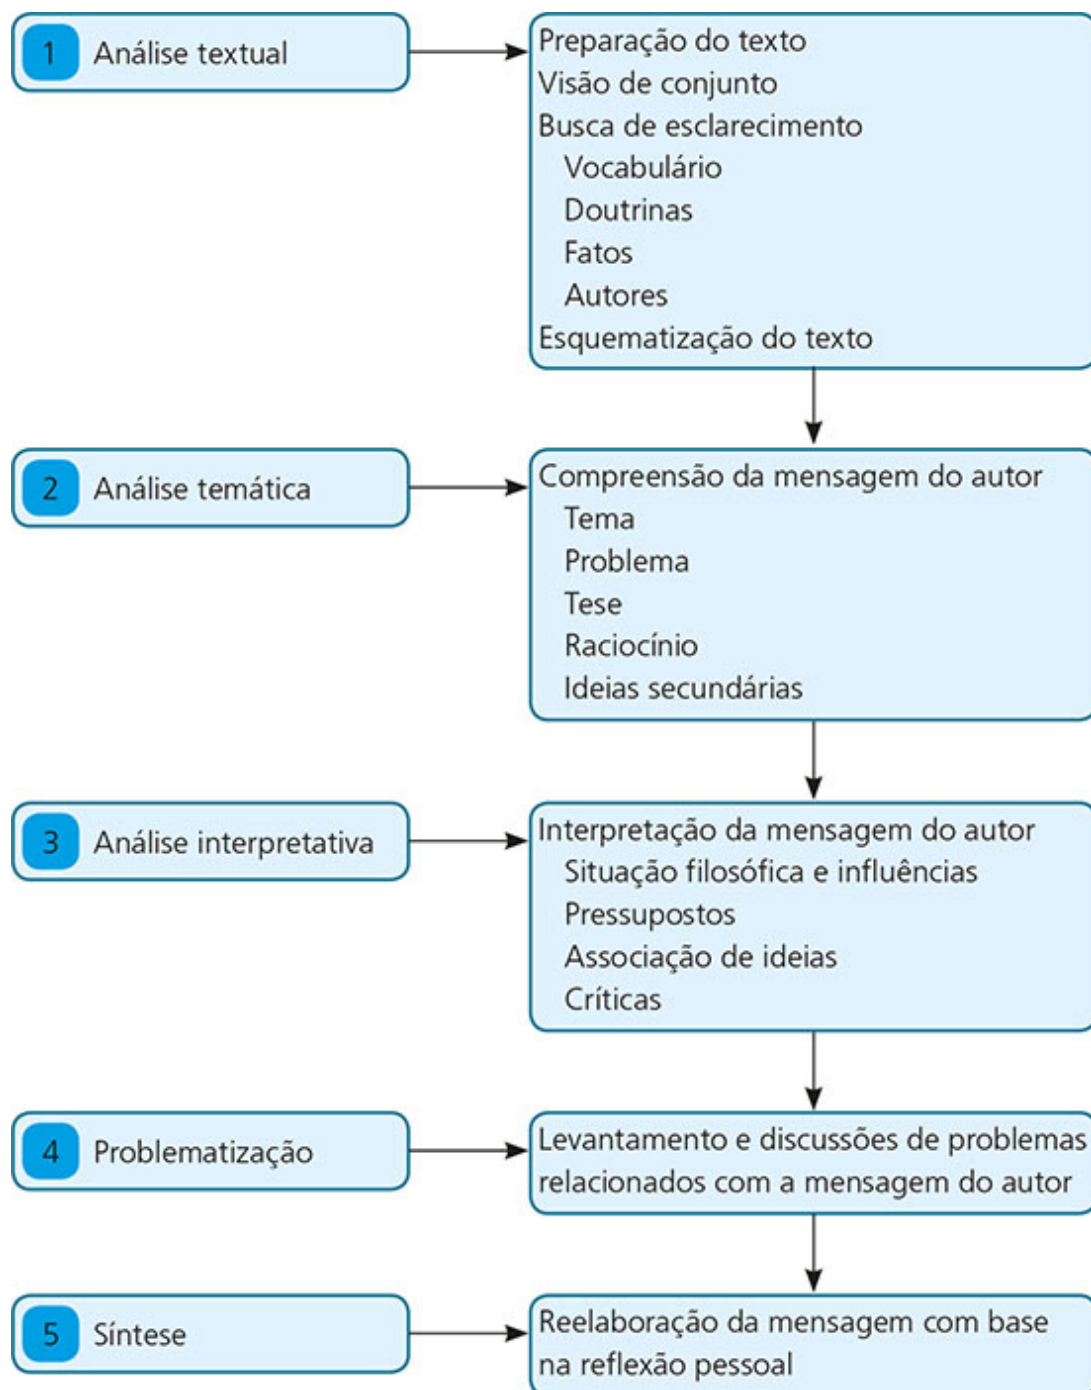 1 Análise textual
Preparação do texto
Visão de conjunto
Busca de esclarecimento
Vocabulário
Doutrinas
Fatos
Autores
Esquematização do texto
2 Análise temática
Compreensão da mensagem do autor
Tema
Problema
Tese
Raciocínio
Ideias secundárias
3 Análise interpretativa
Interpretação da mensagem do autor
Situação filosófica e influências
Pressupostos
Associação de ideias
Críticas
4 Problematização
Levantamento e discussões de problemas
relacionados com a mensagem do autor
5 Síntese
Reelaboração da mensagem com base
na reflexão pessoal